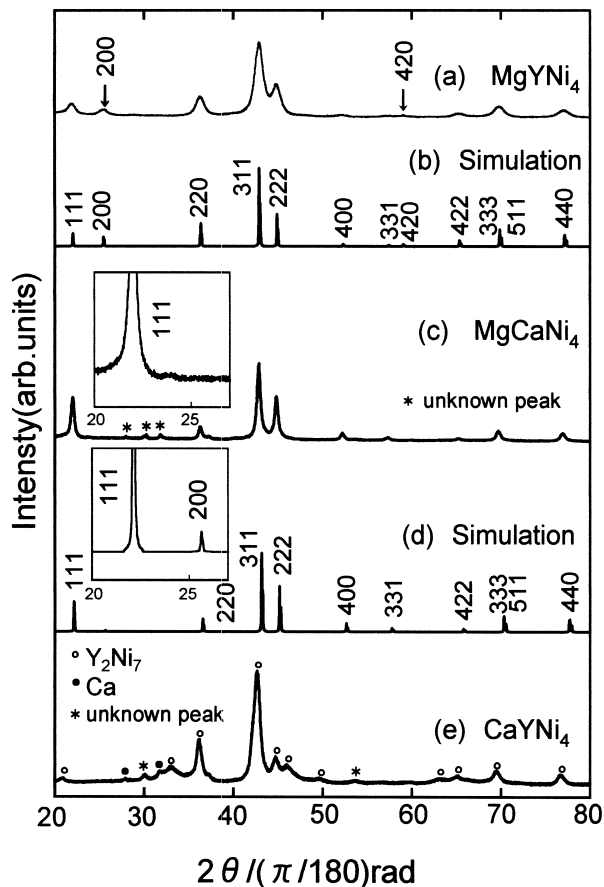 200
420
(a) MgYNi₄
(b) Simulation
111
200
220
311
222
400
331
420
422
333
511
440
111
20 25
(c) MgCaNi₄
* unknown peak
* * *
111
200
20 25
(d) Simulation
111
220
311
222
400
331
422
333
511
440
○ Y₂Ni₇
● Ca
* unknown peak
(e) CaYNi₄
20 30 40 50 60 70 80
2θ/(π/180)rad
Intensty(arb.units)